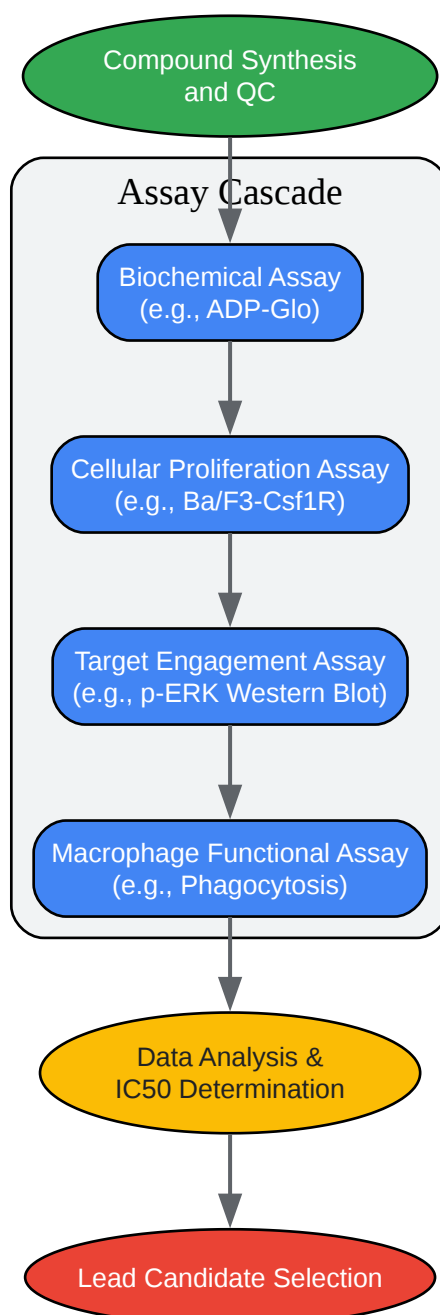 Compound Synthesis
and QC
Assay Cascade
Biochemical Assay
(e.g., ADP-Glo)
Cellular Proliferation Assay
(e.g., Ba/F3-Csf1R)
Target Engagement Assay
(e.g., p-ERK Western Blot)
Macrophage Functional Assay
(e.g., Phagocytosis)
Data Analysis &
IC50 Determination
Lead Candidate Selection